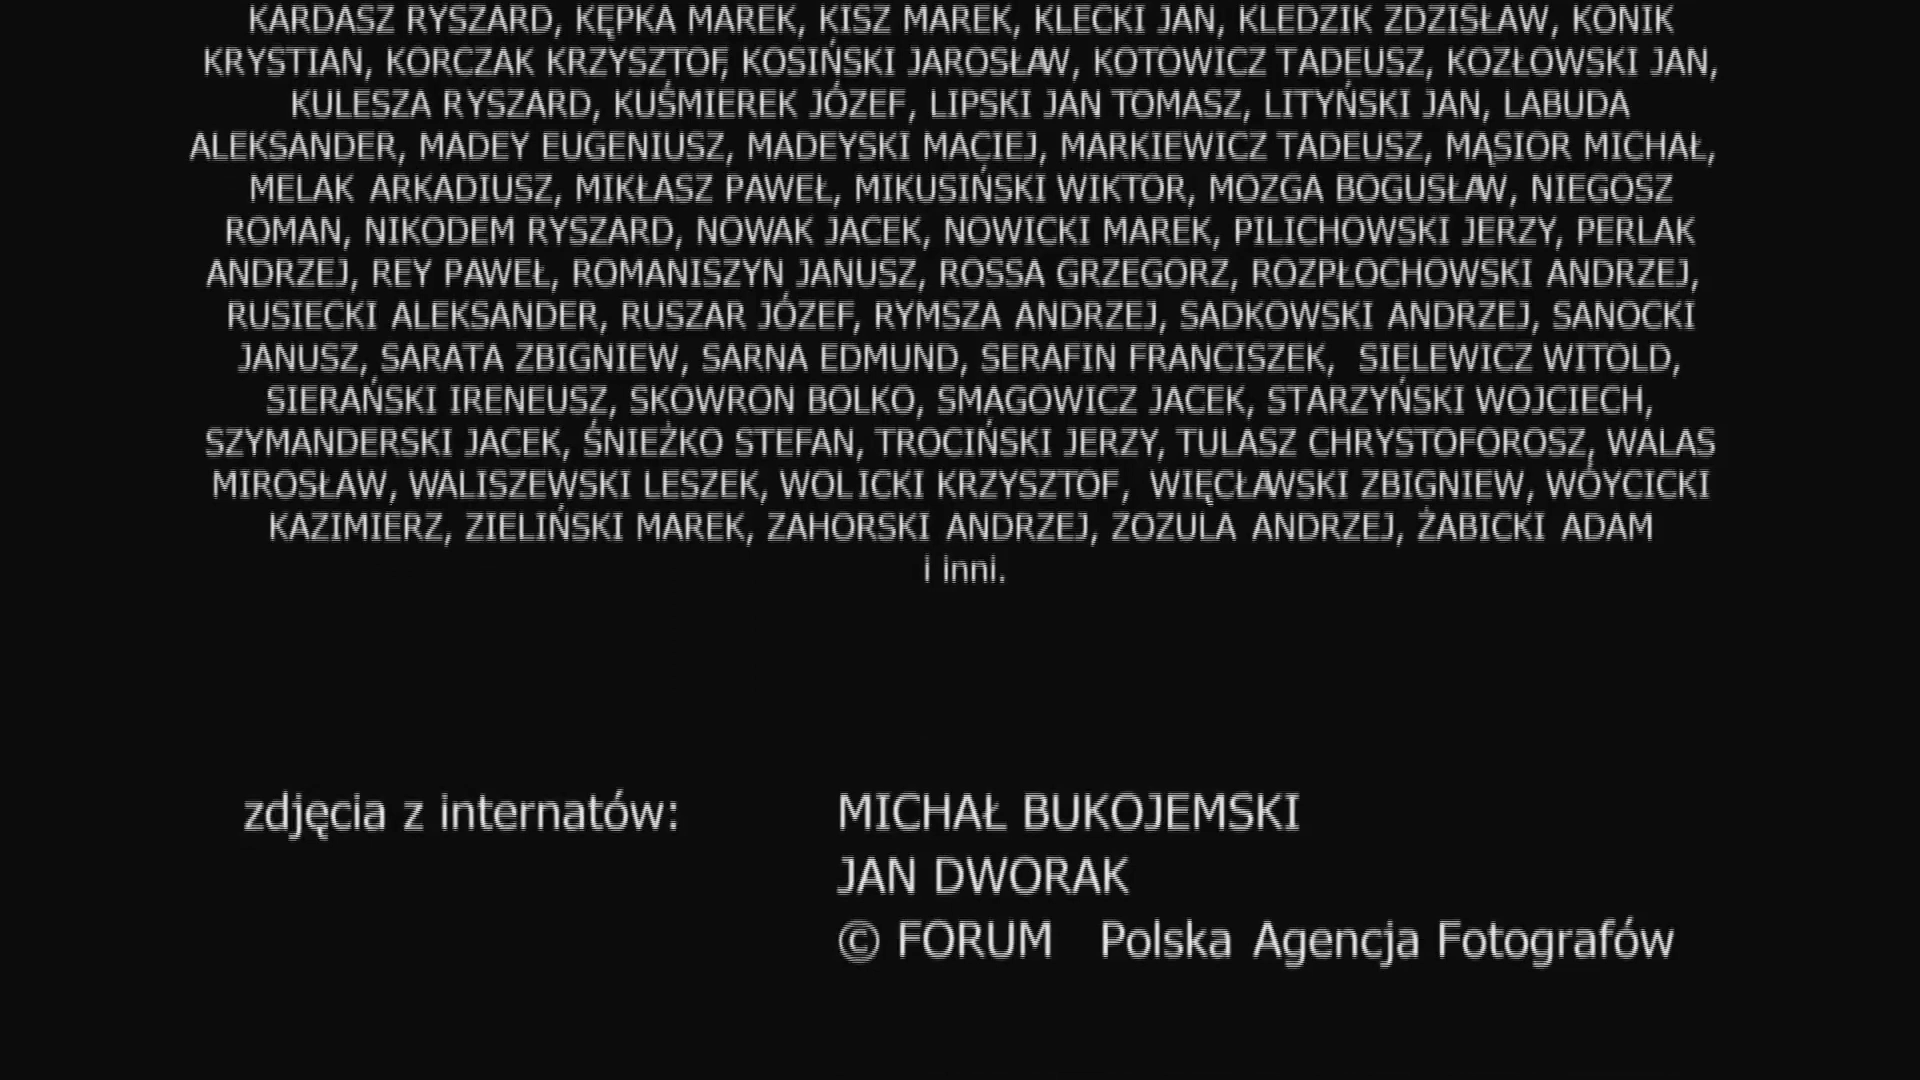 KARDASZ RYSZARD, KĘPKA MAREK, KISZ MAREK, KLECKI JAN, KLEDZIK ZDZISŁAW, KONIK
KRYSTIAN, KORCZAK KRZYSZTOF, KOSIŃSKI JAROSŁAW, KOTOWICZ TADEUSZ, KOZŁOWSKI JAN,
KULESZA RYSZARD, KUŚMIEREK JÓZEF, LIPSKI JAN TOMASZ, LITYŃSKI JAN, LABUDA
ALEKSANDER, MADEY EUGENIUSZ, MADEYSKI MACIEJ, MARKIEWICZ TADEUSZ, MĄSIOR MICHAŁ,
MELAK ARKADIUSZ, MIKŁASZ PAWEŁ, MIKUSIŃSKI WIKTOR, MOZGA BOGUSŁAW, NIEGOSZ
ROMAN, NIKODEM RYSZARD, NOWAK JACEK, NOWICKI MAREK, PILICHOWSKI JERZY, PERLAK
ANDRZEJ, REY PAWEŁ, ROMANISZYN JANUSZ, ROSSA GRZEGORZ, ROZPŁOCHOWSKI ANDRZEJ,
RUSIECKI ALEKSANDER, RUSZAR JÓZEF, RYMSZA ANDRZEJ, SADKOWSKI ANDRZEJ, SANOCKI
JANUSZ, SARATA ZBIGNIEW, SARNA EDMUND, SERAFIN FRANCISZEK, SIELEWICZ WITOLD,
SIERAŃSKI IRENEUSZ, SKOWRON BOLKO, SMAGOWICZ JACEK, STARZYŃSKI WOJCIECH,
SZYMANDERSKI JACEK, ŚNIEŻKO STEFAN, TROCIŃSKI JERZY, TULASZ CHRYSTOFOROSZ, WALAS
MIROSŁAW, WALISZEWSKI LESZEK, WOLICKI KRZYSZTOF, WIĘCŁAWSKI ZBIGNIEW, WÓYCICKI
KAZIMIERZ, ZIELIŃSKI MAREK, ZAHORSKI ANDRZEJ, ZOZULA ANDRZEJ, ŻABICKI ADAM
i inni.
zdjęcia z internatów: MICHAŁ BUKOJEMSKI
JAN DWORAK
© FORUM Polska Agencja Fotografów